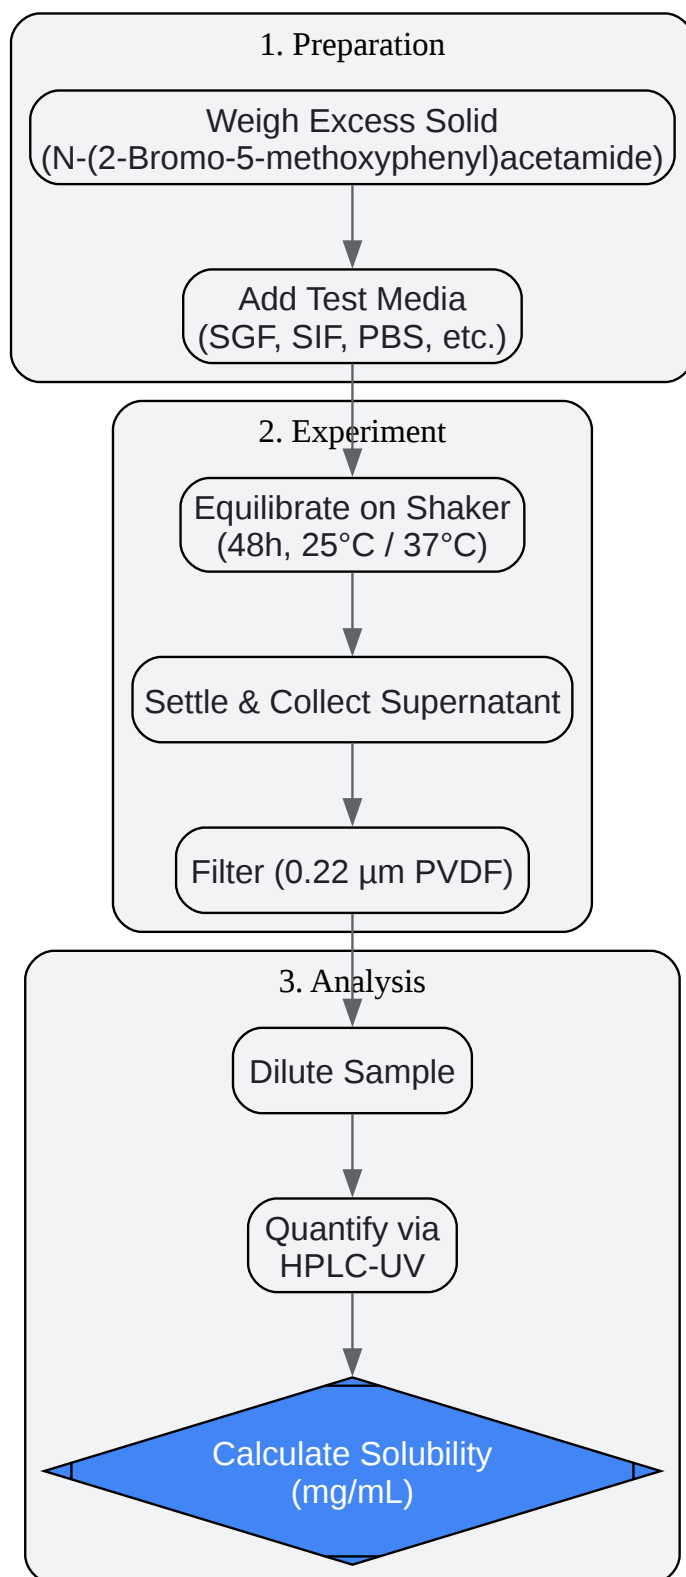 1. Preparation
Weigh Excess Solid
(N-(2-Bromo-5-methoxyphenyl)acetamide)
Add Test Media
(SGF, SIF, PBS, etc.)
2. Experiment
Equilibrate on Shaker
(48h, 25°C / 37°C)
Settle & Collect Supernatant
Filter (0.22 µm PVDF)
3. Analysis
Dilute Sample
Quantify via
HPLC-UV
Calculate Solubility
(mg/mL)